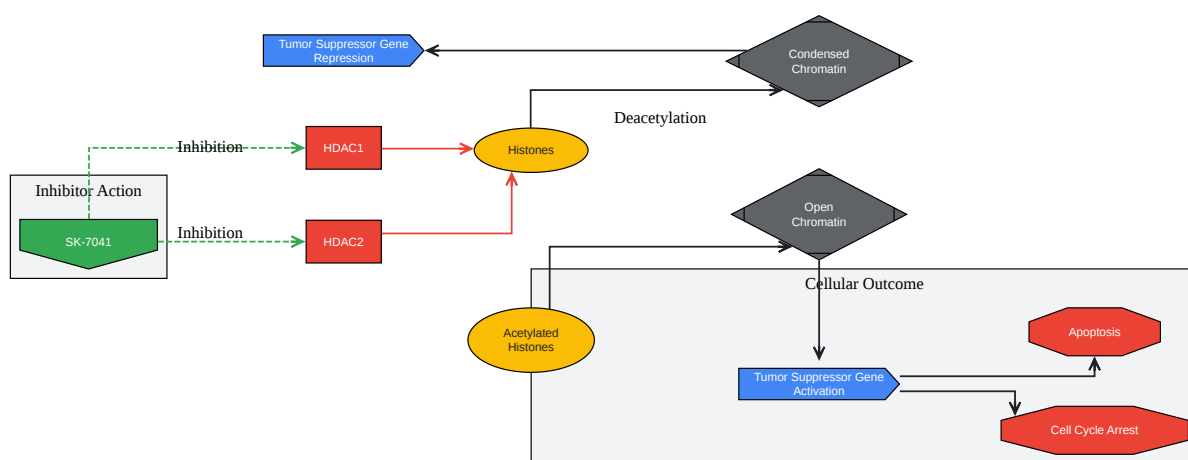 Tumor Suppressor Gene
Repression
Condensed
Chromatin
Deacetylation
Inhibition
HDAC1
Histones
Inhibitor Action
SK-7041
Inhibition
HDAC2
Open
Chromatin
Cellular Outcome
Acetylated
Histones
Apoptosis
Tumor Suppressor Gene
Activation
Cell Cycle Arrest